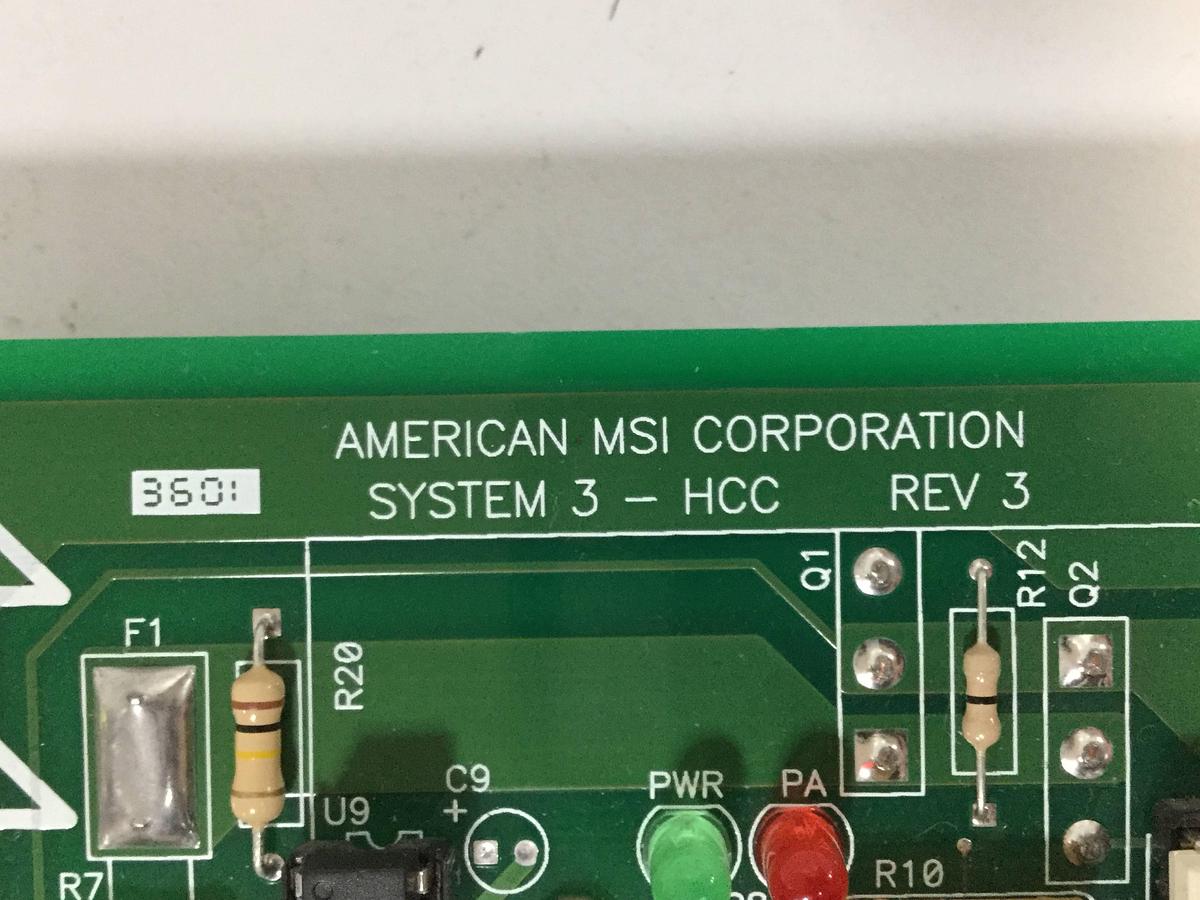 AMERICAN MSI CORPORATION
3601
SYSTEM 3 - HCC REV 3
Q1
R12
Q2
F1
R20
C9
+
PWR
PA
U9
R7
R10